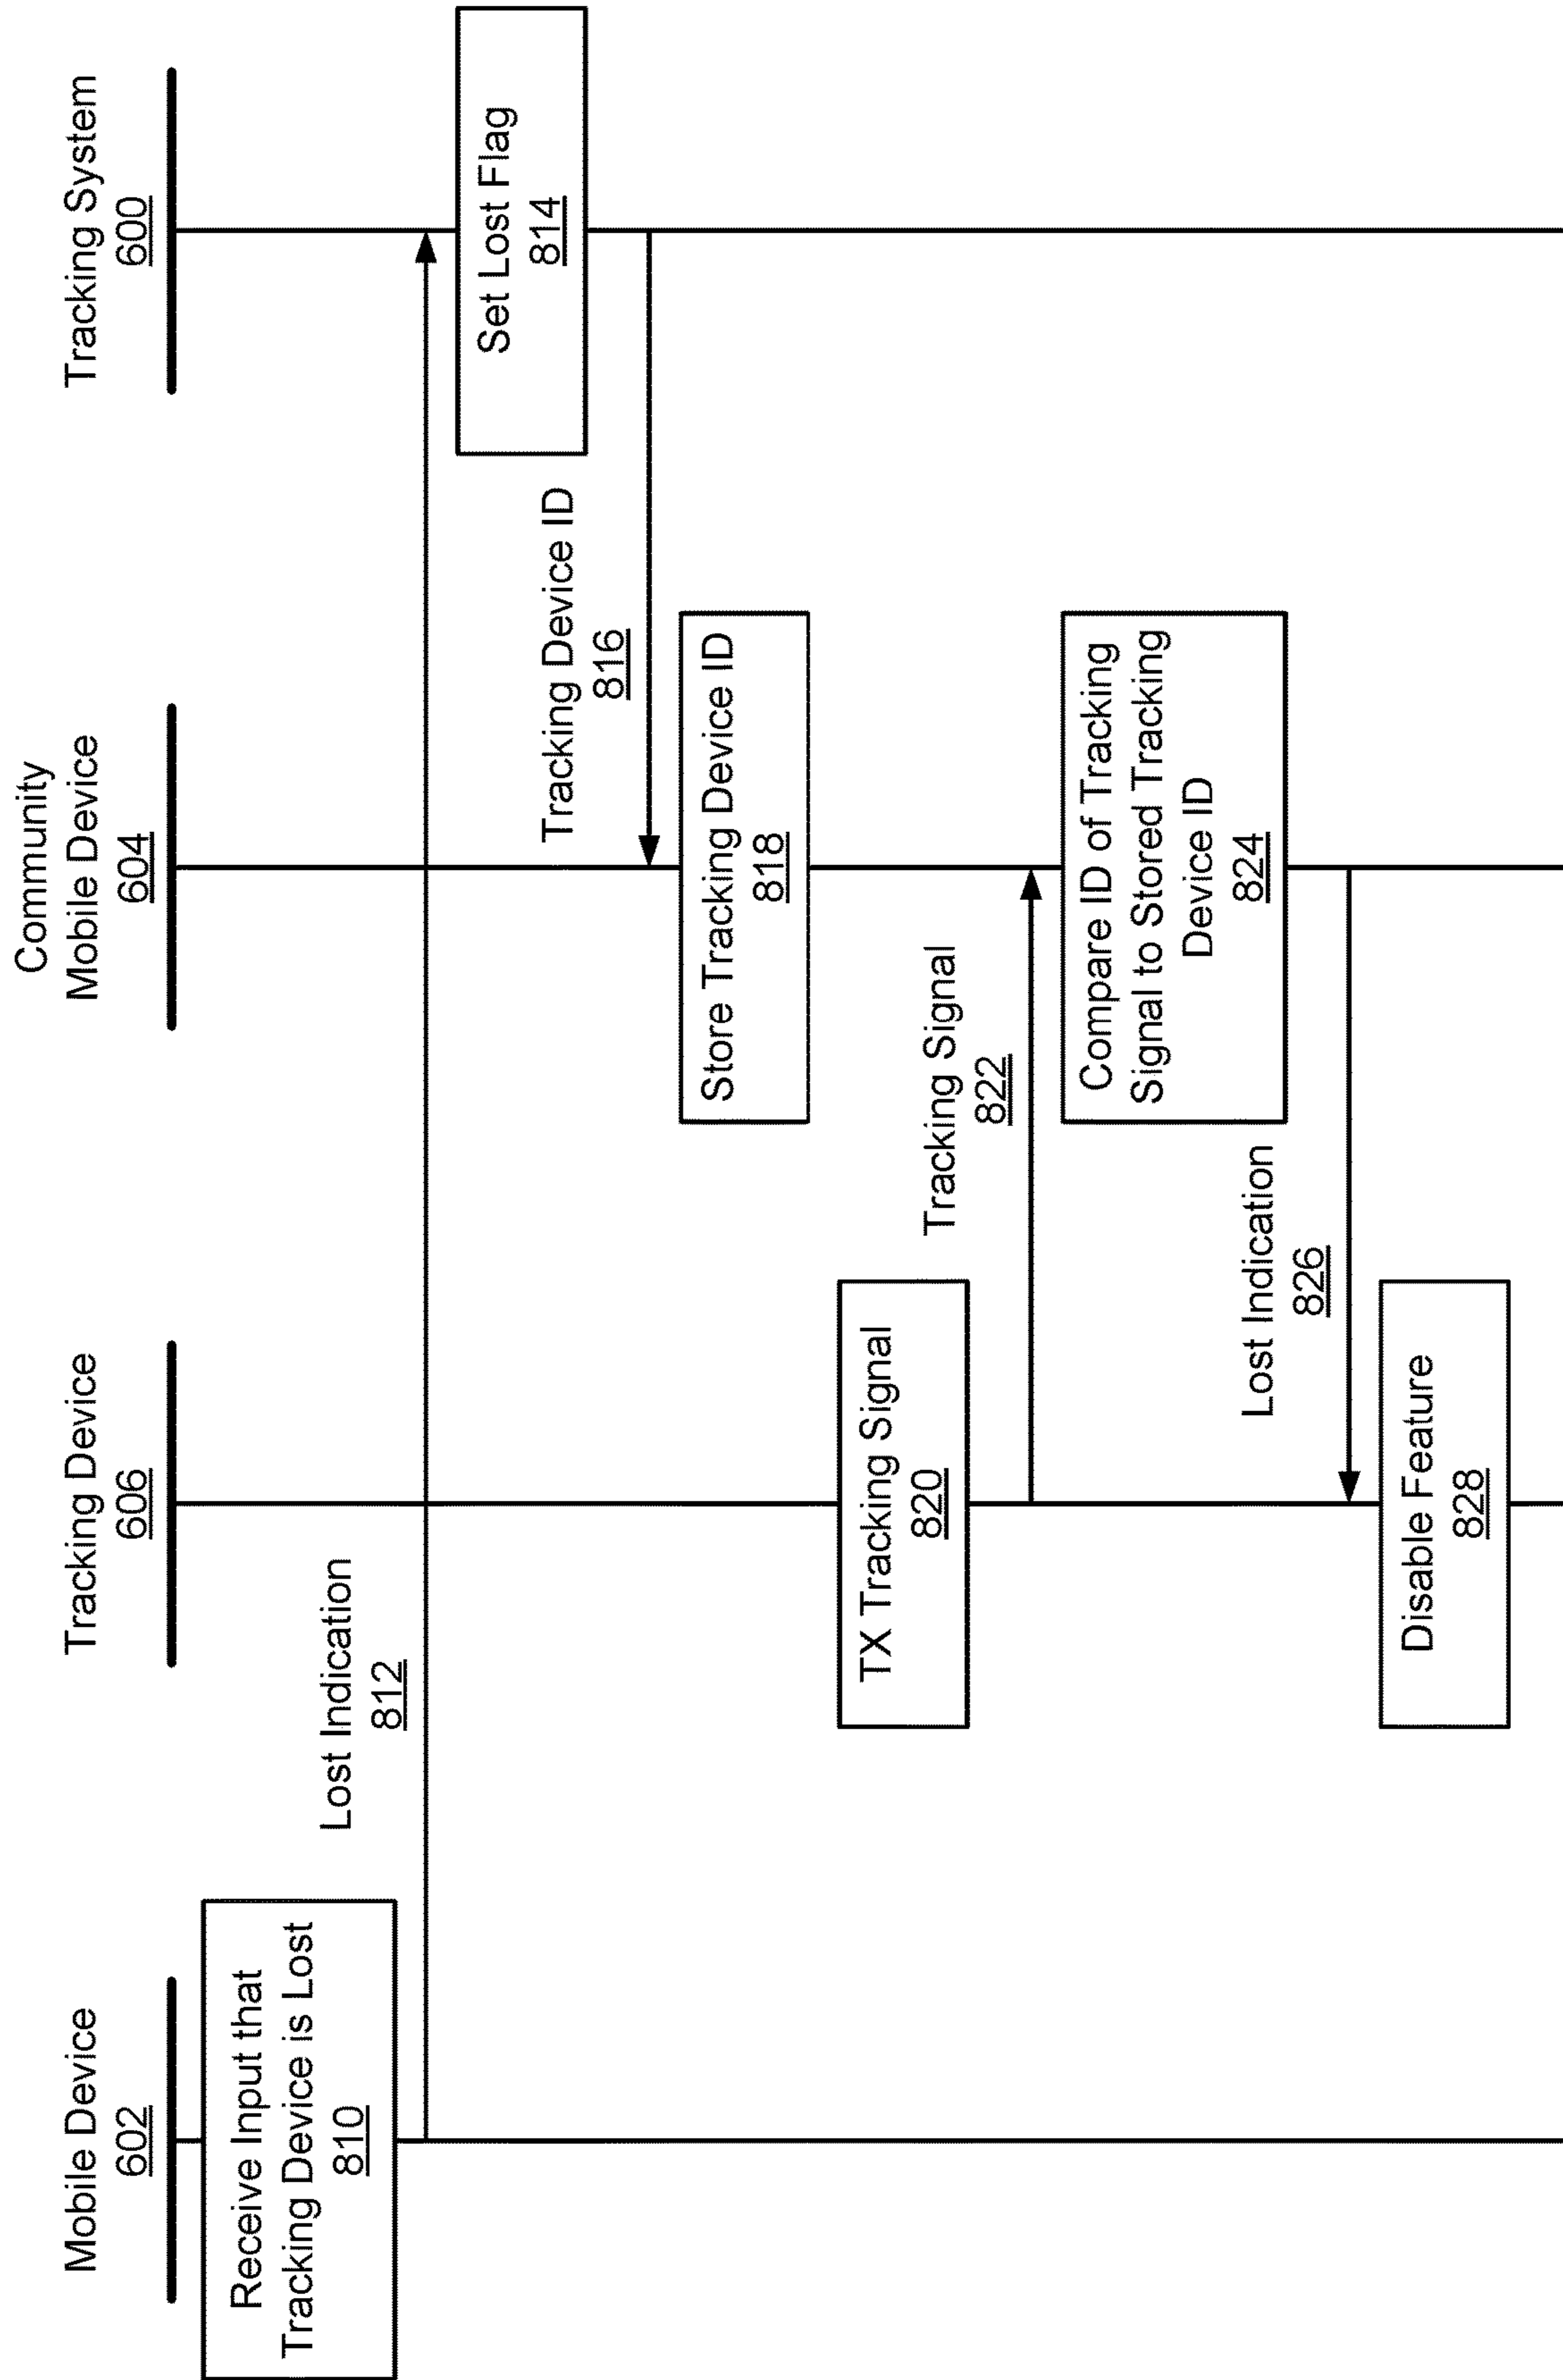 Mobile Device
602
Tracking Device
606
Community
Mobile Device
604
Tracking System
600
Receive Input that
Tracking Device is Lost
810
Lost Indication
812
Set Lost Flag
814
Tracking Device ID
816
Store Tracking Device ID
818
TX Tracking Signal
820
Tracking Signal
822
Compare ID of Tracking
Signal to Stored Tracking
Device ID
824
Lost Indication
826
Disable Feature
828